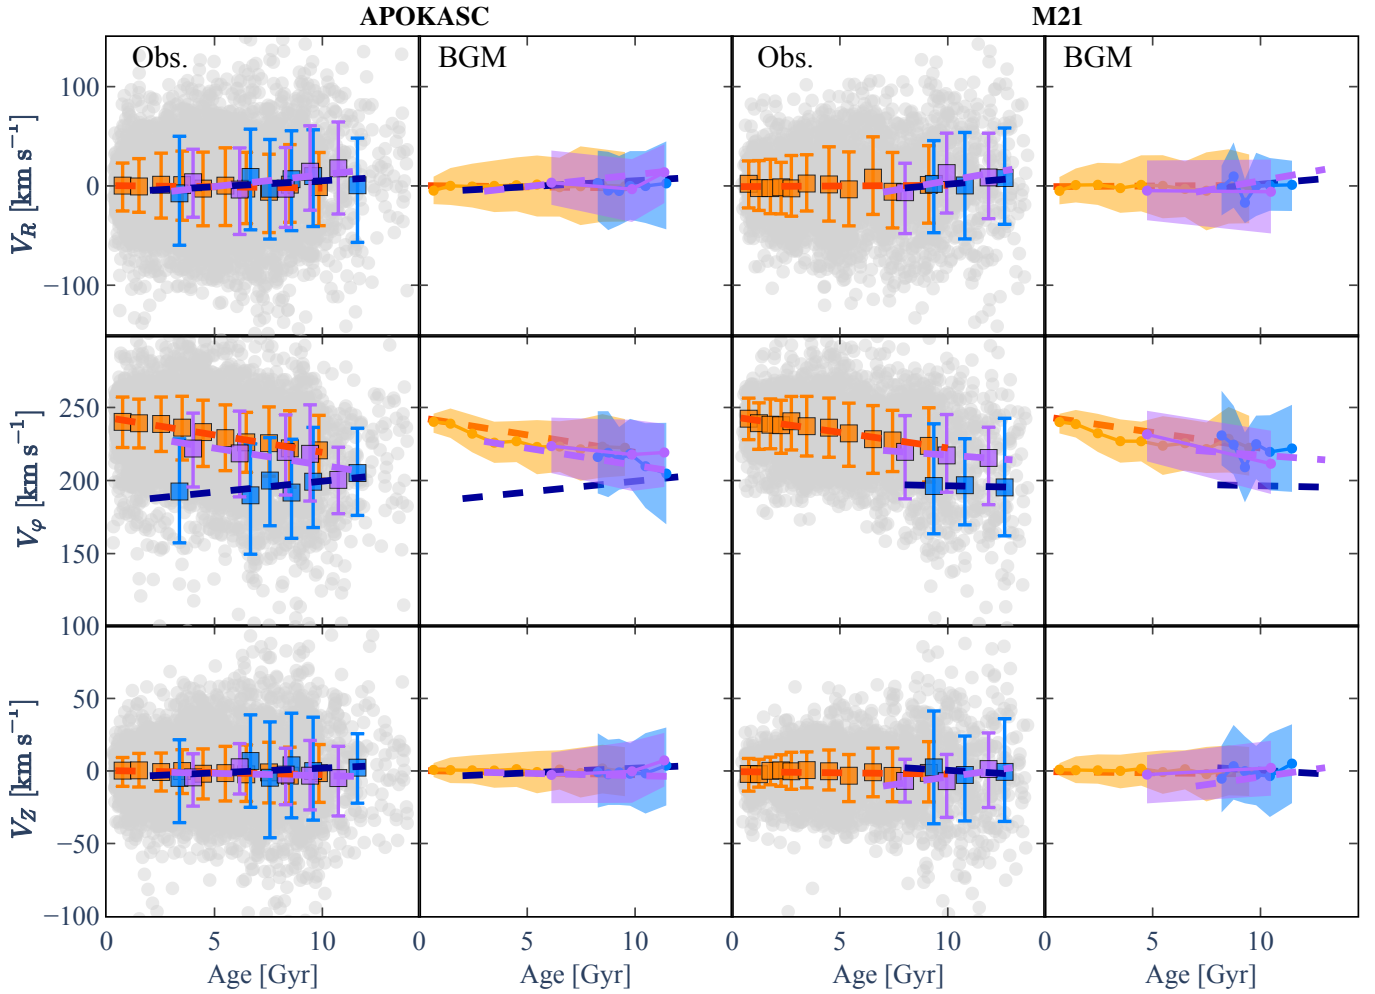 APOKASC M21
Obs. BGM Obs. BGM
V_R [km s⁻¹]
100
0
−100
V_φ [km s⁻¹]
250
200
150
100
V_Z [km s⁻¹]
50
0
−50
−100
0 5 10 0 5 10 0 5 10 0 5 10
Age [Gyr] Age [Gyr] Age [Gyr] Age [Gyr]